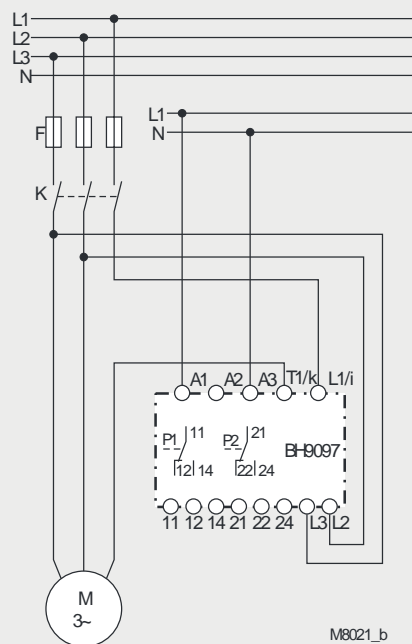 L1
L2
L3
N
L1
N
F
K
A1 A2 A3 T1/k L1/i
P1 11 P2 21 BH9097
12 14 22 24
11 12 14 21 22 24 L3 L2
M
3~
M8021_b